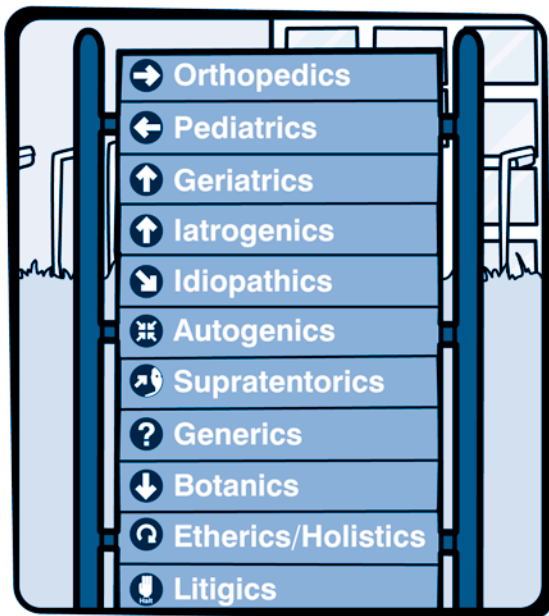 Orthopedics
Pediatrics
Geriatrics
Iatrogenics
Idiopathics
Autogenics
Supratentorics
? Generics
Botanics
Etherics/Holistics
Halt Litigics